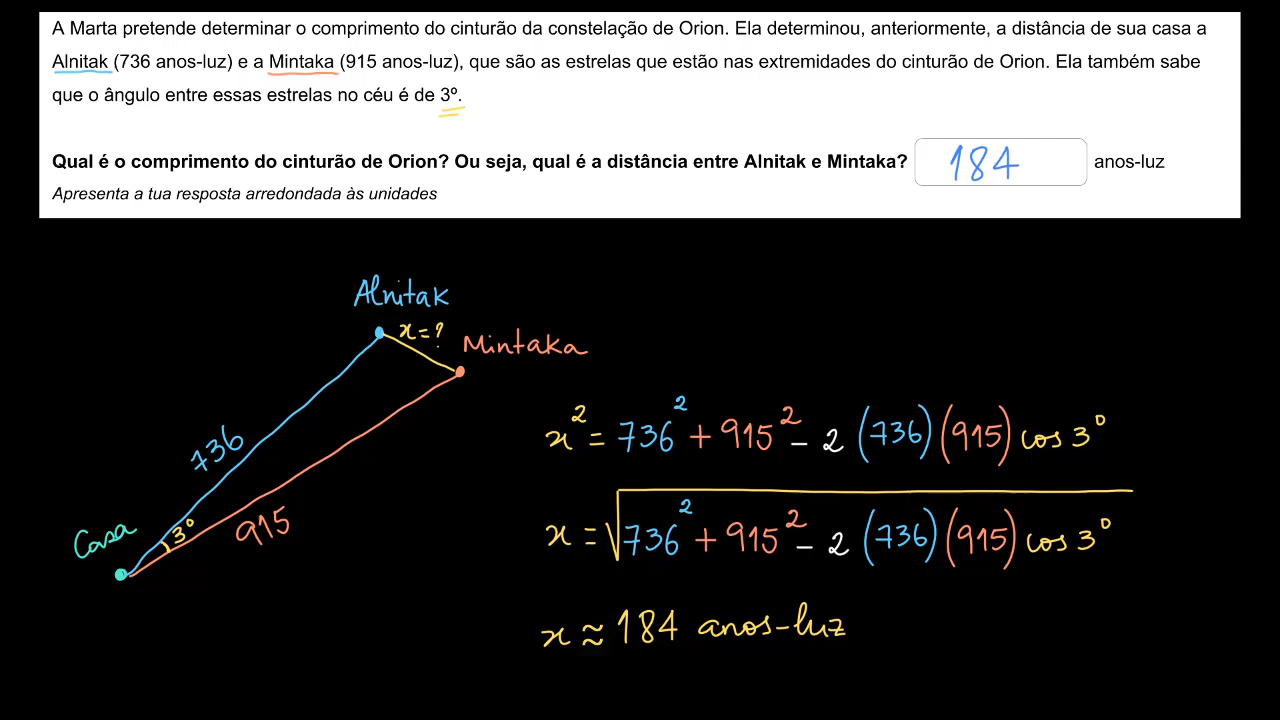 A Marta pretende determinar o comprimento do cinturão da constelação de Orion. Ela determinou, anteriormente, a distância de sua casa a
Alnitak (736 anos-luz) e a Mintaka (915 anos-luz), que são as estrelas que estão nas extremidades do cinturão de Orion. Ela também sabe
que o ângulo entre essas estrelas no céu é de 3º.
Qual é o comprimento do cinturão de Orion? Ou seja, qual é a distância entre Alnitak e Mintaka? 184 anos-luz
Apresenta a tua resposta arredondada às unidades
Alnitak
x = ?
Mintaka
736
915
3°
Casa
x² = 736² + 915² - 2 (736)(915) cos 3°
x = √736² + 915² - 2 (736)(915) cos 3°
x ≈ 184 anos-luz